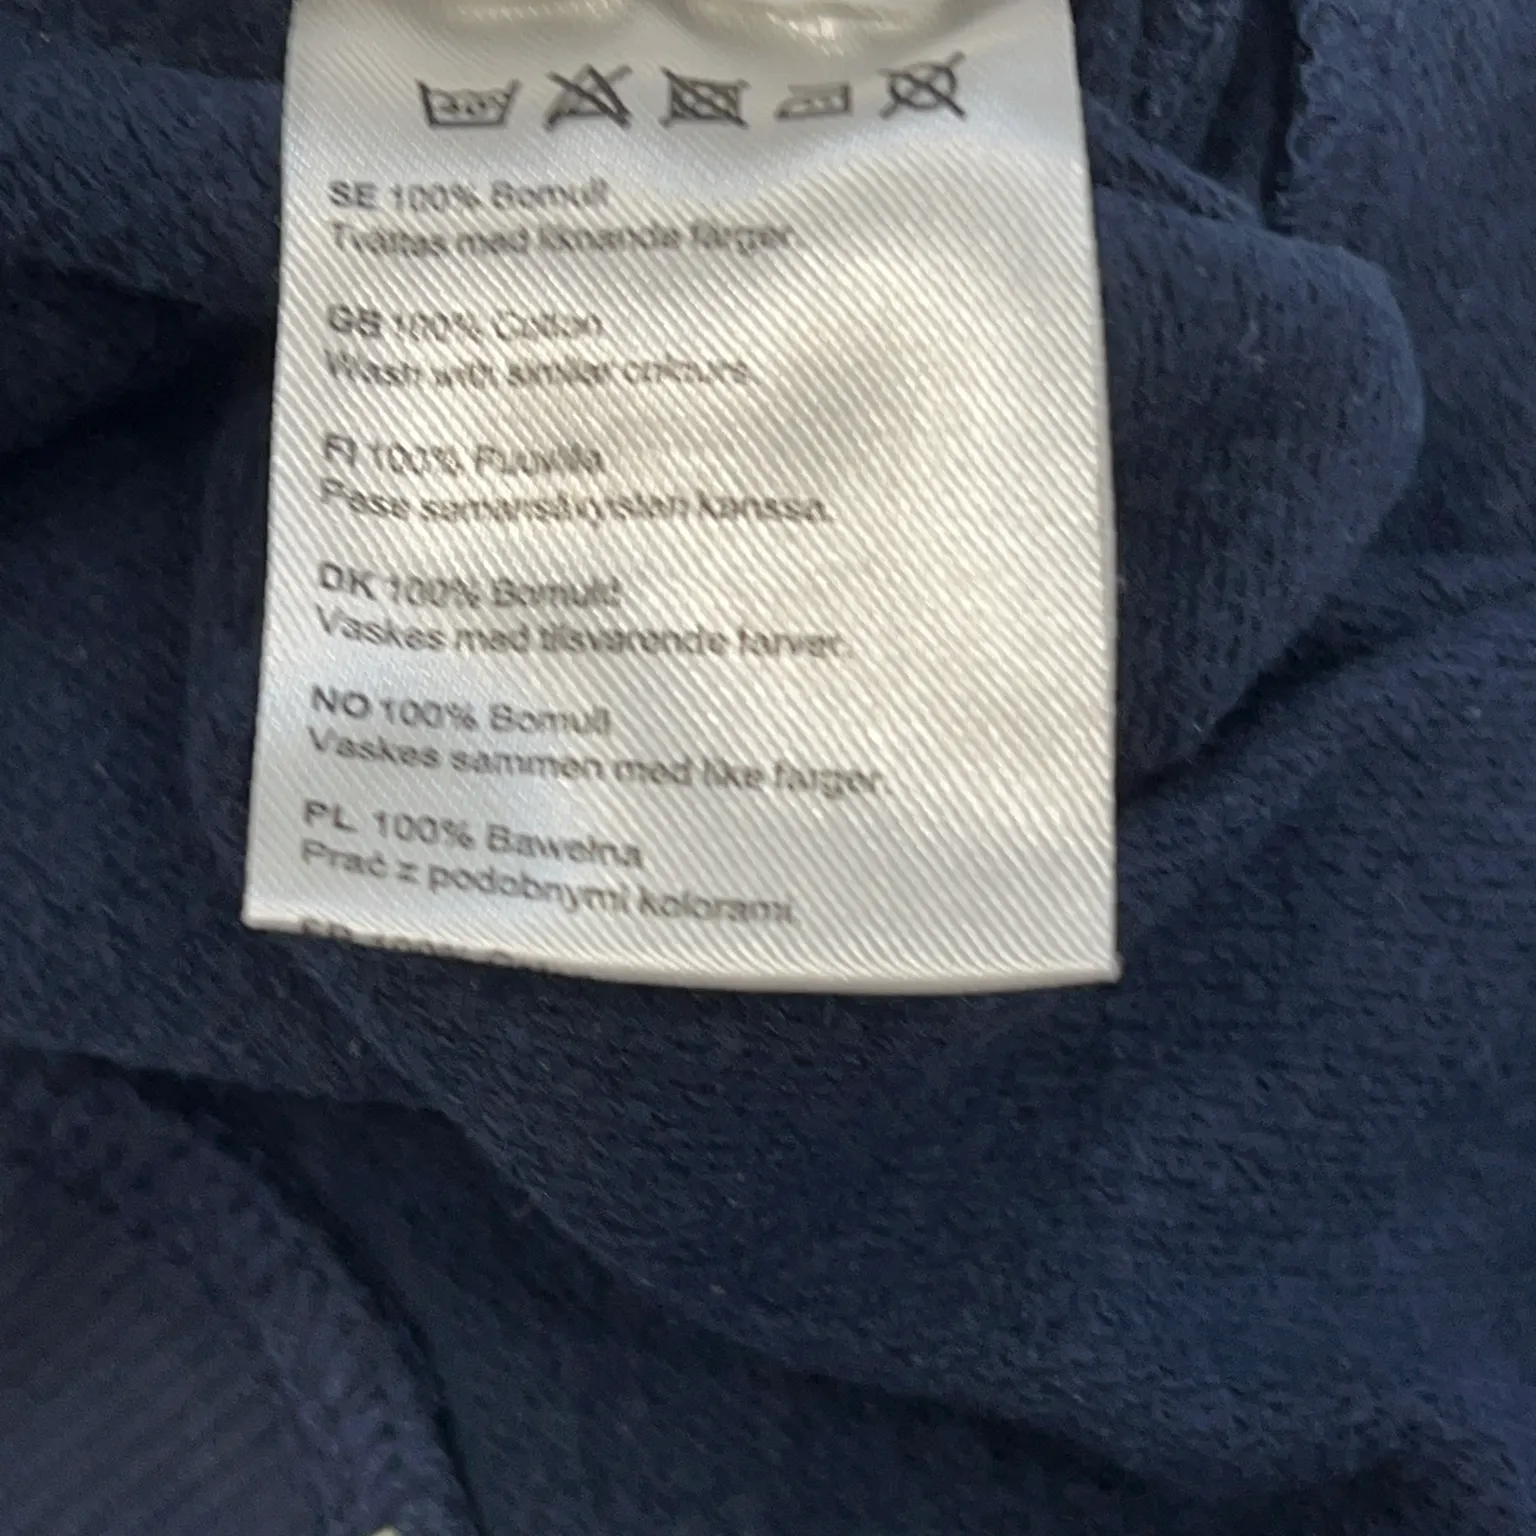 SE 100% Bomull
Tvättas med liknande färger.
GB 100% Cotton
Wash with similar colours.
FI 100% Puuvilla
Pese samansävyisten kanssa.
DK 100% Bomuld
Vaskes med tilsvarende farver.
NO 100% Bomull
Vaskes sammen med like farger.
PL 100% Bawełna
Prać z podobnymi kolorami.